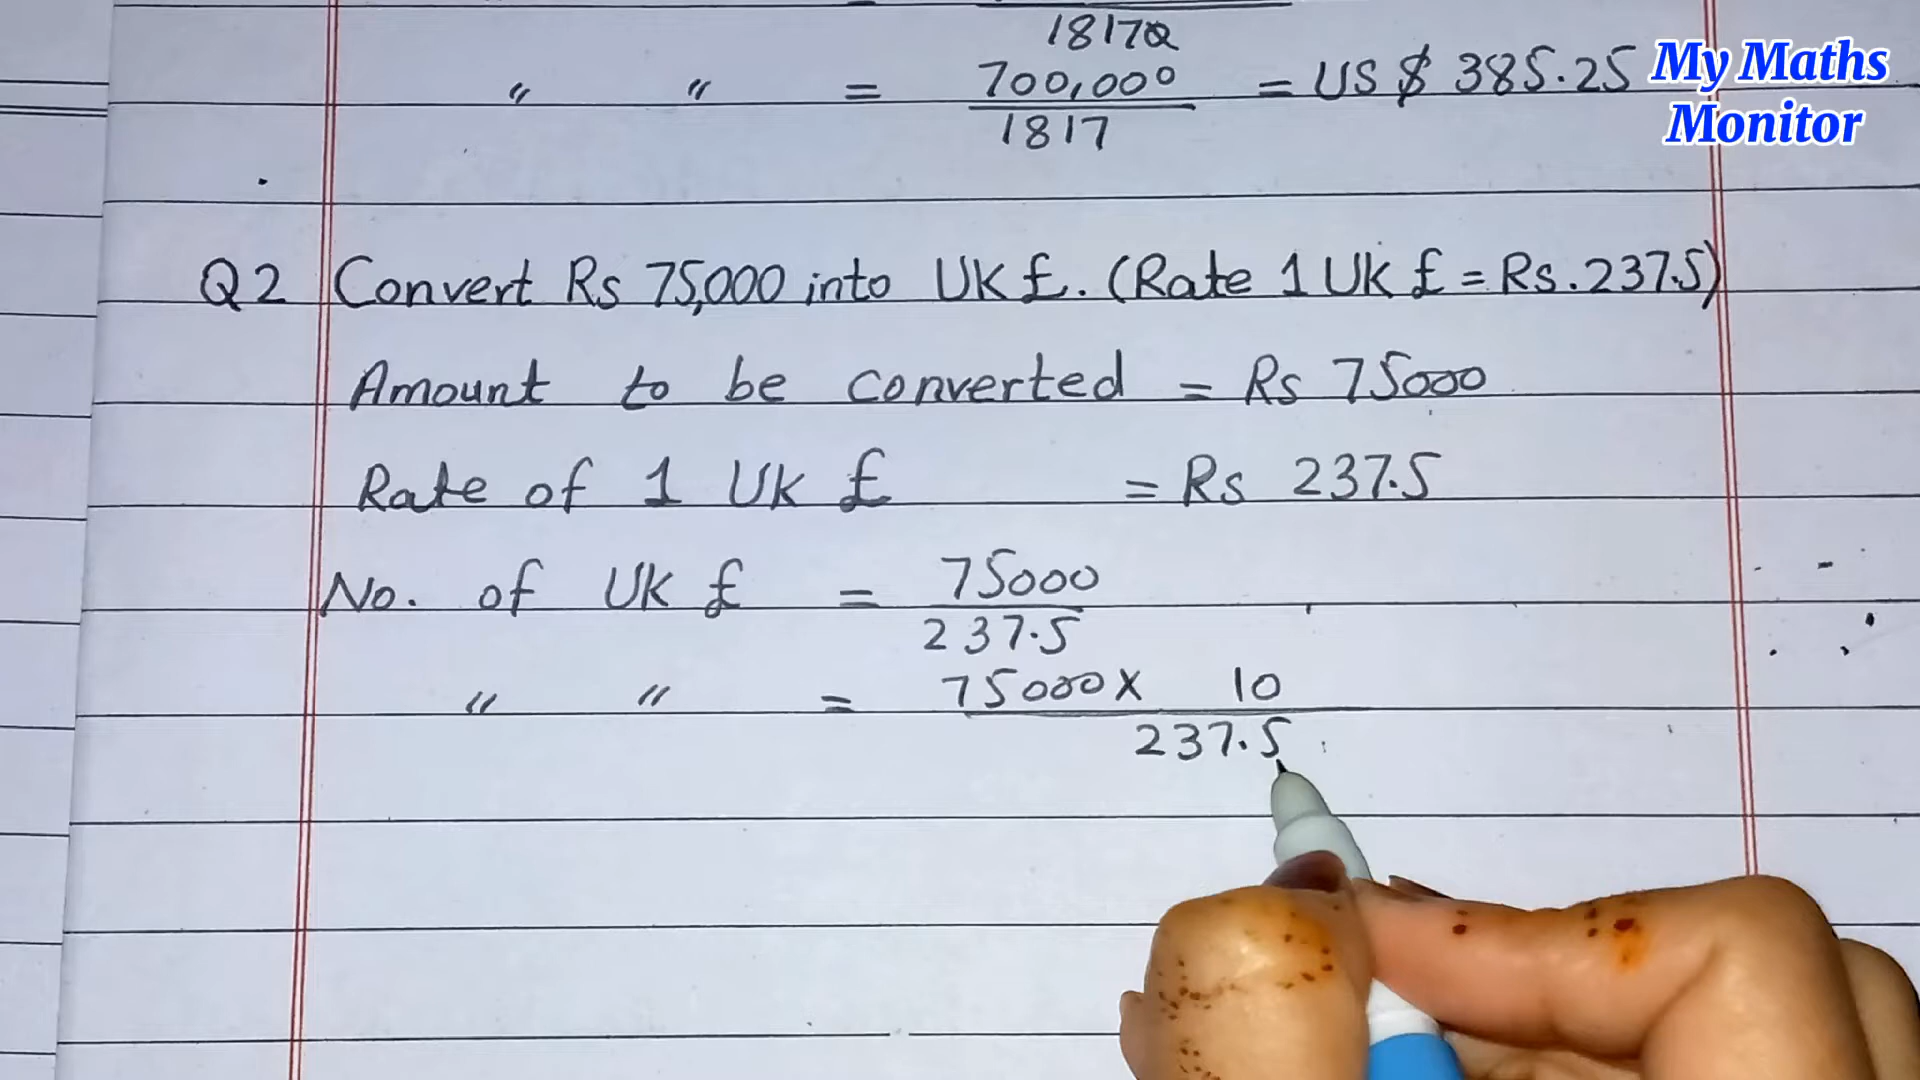 18170
700,000
" " = = US $ 385.25
1817
My Maths
Monitor
Q2 Convert Rs 75,000 into UK £. (Rate 1 UK £ = Rs. 237.5)
Amount to be converted = Rs 75000
Rate of 1 UK £ = Rs 237.5
No. of UK £ = 75000
237.5
" " = 75000 x 10
237.5